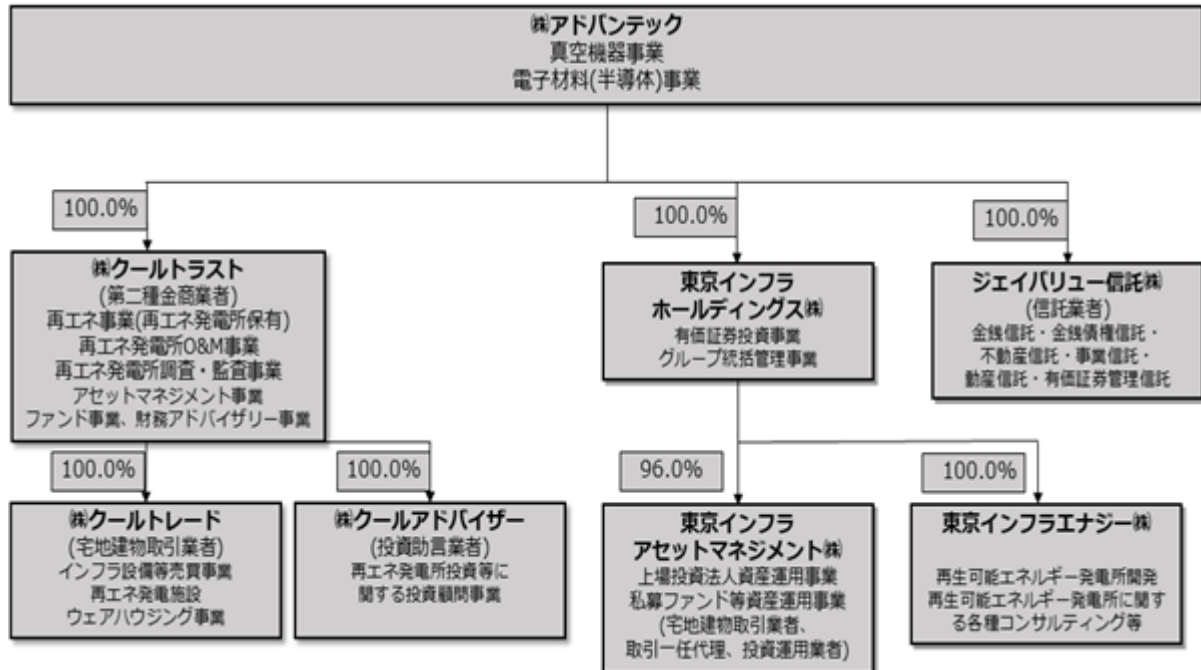 ㈱アドバンテック
真空機器事業
電子材料(半導体)事業
100.0%
100.0%
100.0%
㈱クールトラスト
(第二種金商業者)
再エネ事業(再エネ発電所保有)
再エネ発電所O&M事業
再エネ発電所調査・監査事業
アセットマネジメント事業
ファンド事業、財務アドバイザリー事業
東京インフラ
ホールディングス㈱
有価証券投資事業
グループ統括管理事業
ジェイバリュー信託㈱
(信託業者)
金銭信託・金銭債権信託・
不動産信託・事業信託・
動産信託・有価証券管理信託
100.0%
100.0%
96.0%
100.0%
㈱クールトレード
(宅地建物取引業者)
インフラ設備等売買事業
再エネ発電施設
ウェアハウジング事業
㈱クールアドバイザー
(投資助言業者)
再エネ発電所投資等に
関する投資顧問事業
東京インフラ
アセットマネジメント㈱
上場投資法人資産運用事業
私募ファンド等資産運用事業
(宅地建物取引業者、
取引一任代理、投資運用業者)
東京インフラエナジー㈱
再生可能エネルギー発電所開発
再生可能エネルギー発電所に関す
る各種コンサルティング等